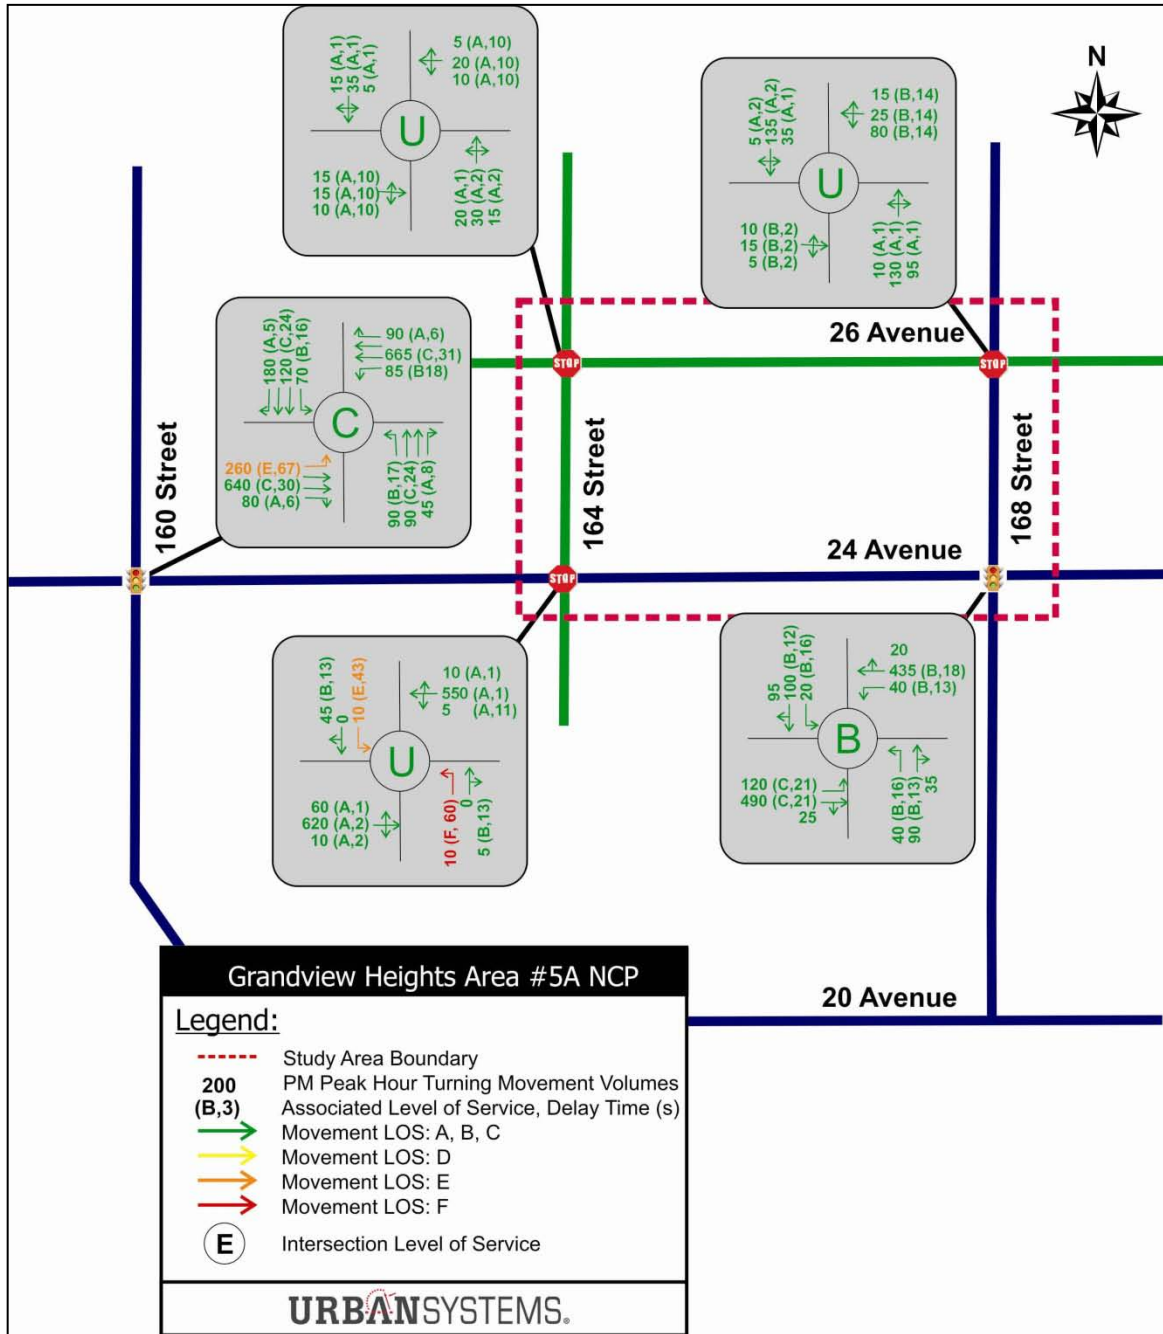 N
15 (A,1)
35 (A,1)
5 (A,1)
5 (A,10)
20 (A,10)
10 (A,10)
U
15 (A,10)
15 (A,10)
10 (A,10)
20 (A,1)
30 (A,2)
15 (A,2)
5 (A,2)
135 (A,2)
35 (A,1)
15 (B,14)
25 (B,14)
80 (B,14)
U
10 (B,2)
15 (B,2)
5 (B,2)
10 (A,1)
130 (A,1)
95 (A,1)
26 Avenue
STOP
STOP
180 (A,5)
120 (C,24)
70 (B,16)
90 (A,6)
665 (C,31)
85 (B18)
C
260 (E,67)
640 (C,30)
80 (A,6)
90 (B,17)
90 (C,24)
45 (A,8)
160 Street
164 Street
168 Street
24 Avenue
STOP
45 (B,13)
0
10 (E,43)
10 (A,1)
550 (A,1)
5 (A,11)
U
60 (A,1)
620 (A,2)
10 (A,2)
10 (F, 60)
0
5 (B,13)
95
100 (B,12)
20 (B,16)
20
435 (B,18)
40 (B,13)
B
120 (C,21)
490 (C,21)
25
40 (B,16)
90 (B,13)
35
20 Avenue
Grandview Heights Area #5A NCP
Legend:
Study Area Boundary
200 PM Peak Hour Turning Movement Volumes
(B,3) Associated Level of Service, Delay Time (s)
Movement LOS: A, B, C
Movement LOS: D
Movement LOS: E
Movement LOS: F
E Intersection Level of Service
URBANSYSTEMS®